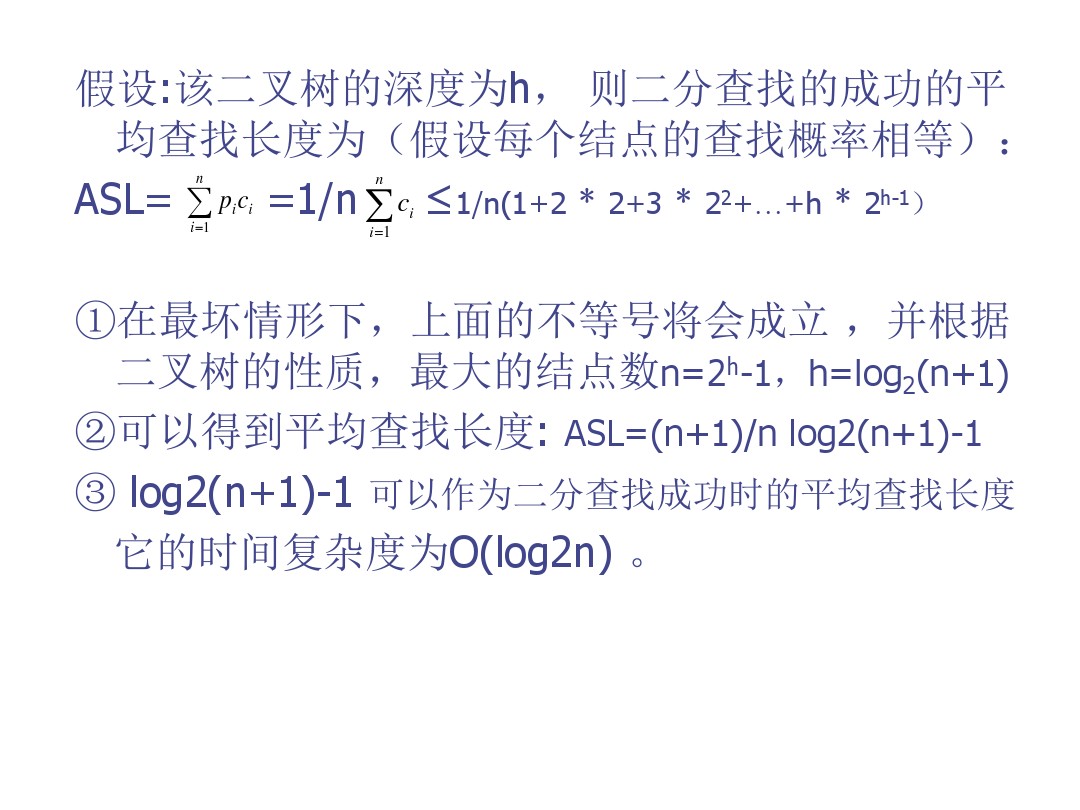 假设:该二叉树的深度为h， 则二分查找的成功的平
均查找长度为（假设每个结点的查找概率相等）：
ASL= \sum_{i=1}^{n} p_i c_i =1/n \sum_{i=1}^{n} c_i ≤1/n(1+2 * 2+3 * 2²+…+h * 2ʰ⁻¹）
①在最坏情形下，上面的不等号将会成立 ，并根据
二叉树的性质，最大的结点数n=2ʰ-1，h=log₂(n+1)
②可以得到平均查找长度: ASL=(n+1)/n log2(n+1)-1
③ log2(n+1)-1 可以作为二分查找成功时的平均查找长度
它的时间复杂度为O(log2n) 。